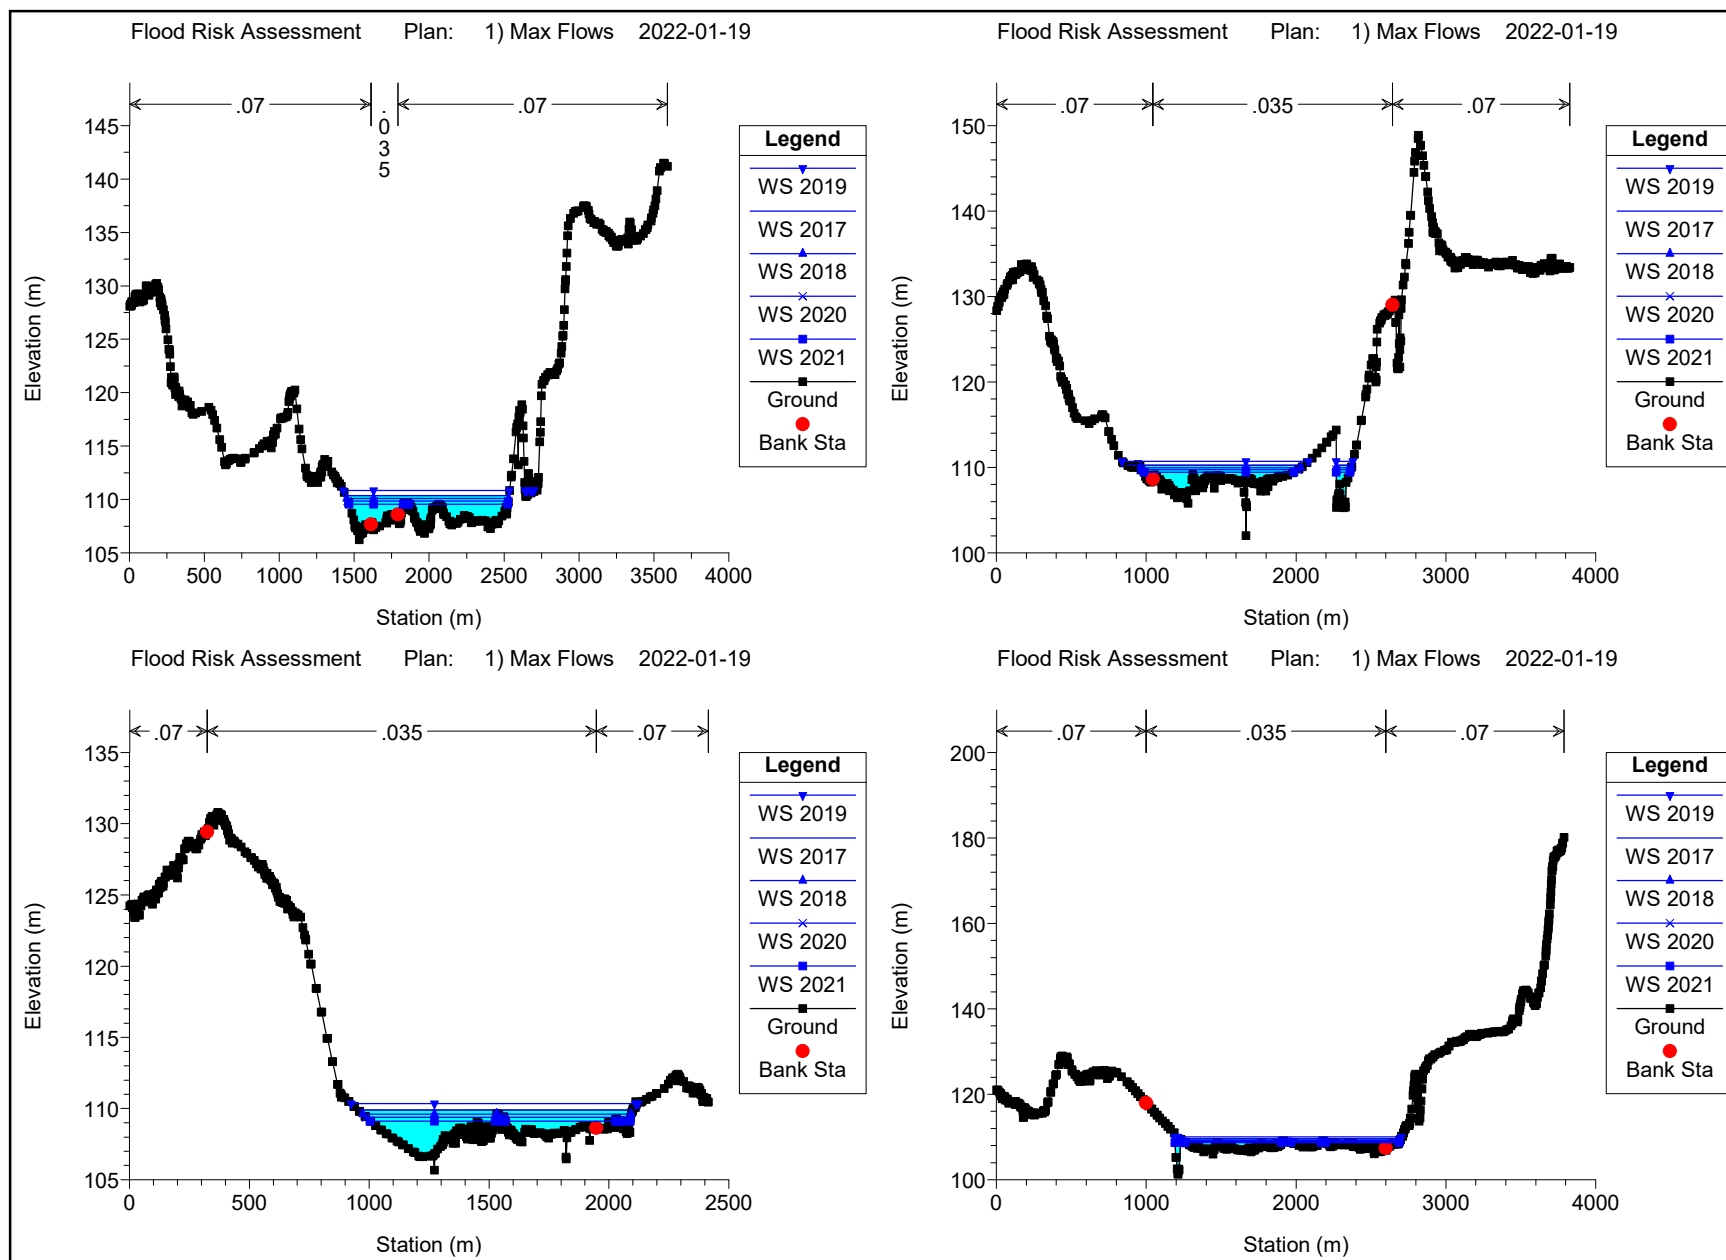 Flood Risk Assessment Plan: 1) Max Flows 2022-01-19
.07 .035 .07
145
140
135
130
125
120
115
110
105
Elevation (m)
0 500 1000 1500 2000 2500 3000 3500 4000
Station (m)
Legend
WS 2019
WS 2017
WS 2018
WS 2020
WS 2021
Ground
Bank Sta
Flood Risk Assessment Plan: 1) Max Flows 2022-01-19
.07 .035 .07
150
140
130
120
110
100
Elevation (m)
0 1000 2000 3000 4000
Station (m)
Legend
WS 2019
WS 2017
WS 2018
WS 2020
WS 2021
Ground
Bank Sta
Flood Risk Assessment Plan: 1) Max Flows 2022-01-19
.07 .035 .07
135
130
125
120
115
110
105
Elevation (m)
0 500 1000 1500 2000 2500
Station (m)
Legend
WS 2019
WS 2017
WS 2018
WS 2020
WS 2021
Ground
Bank Sta
Flood Risk Assessment Plan: 1) Max Flows 2022-01-19
.07 .035 .07
200
180
160
140
120
100
Elevation (m)
0 1000 2000 3000 4000
Station (m)
Legend
WS 2019
WS 2017
WS 2018
WS 2020
WS 2021
Ground
Bank Sta